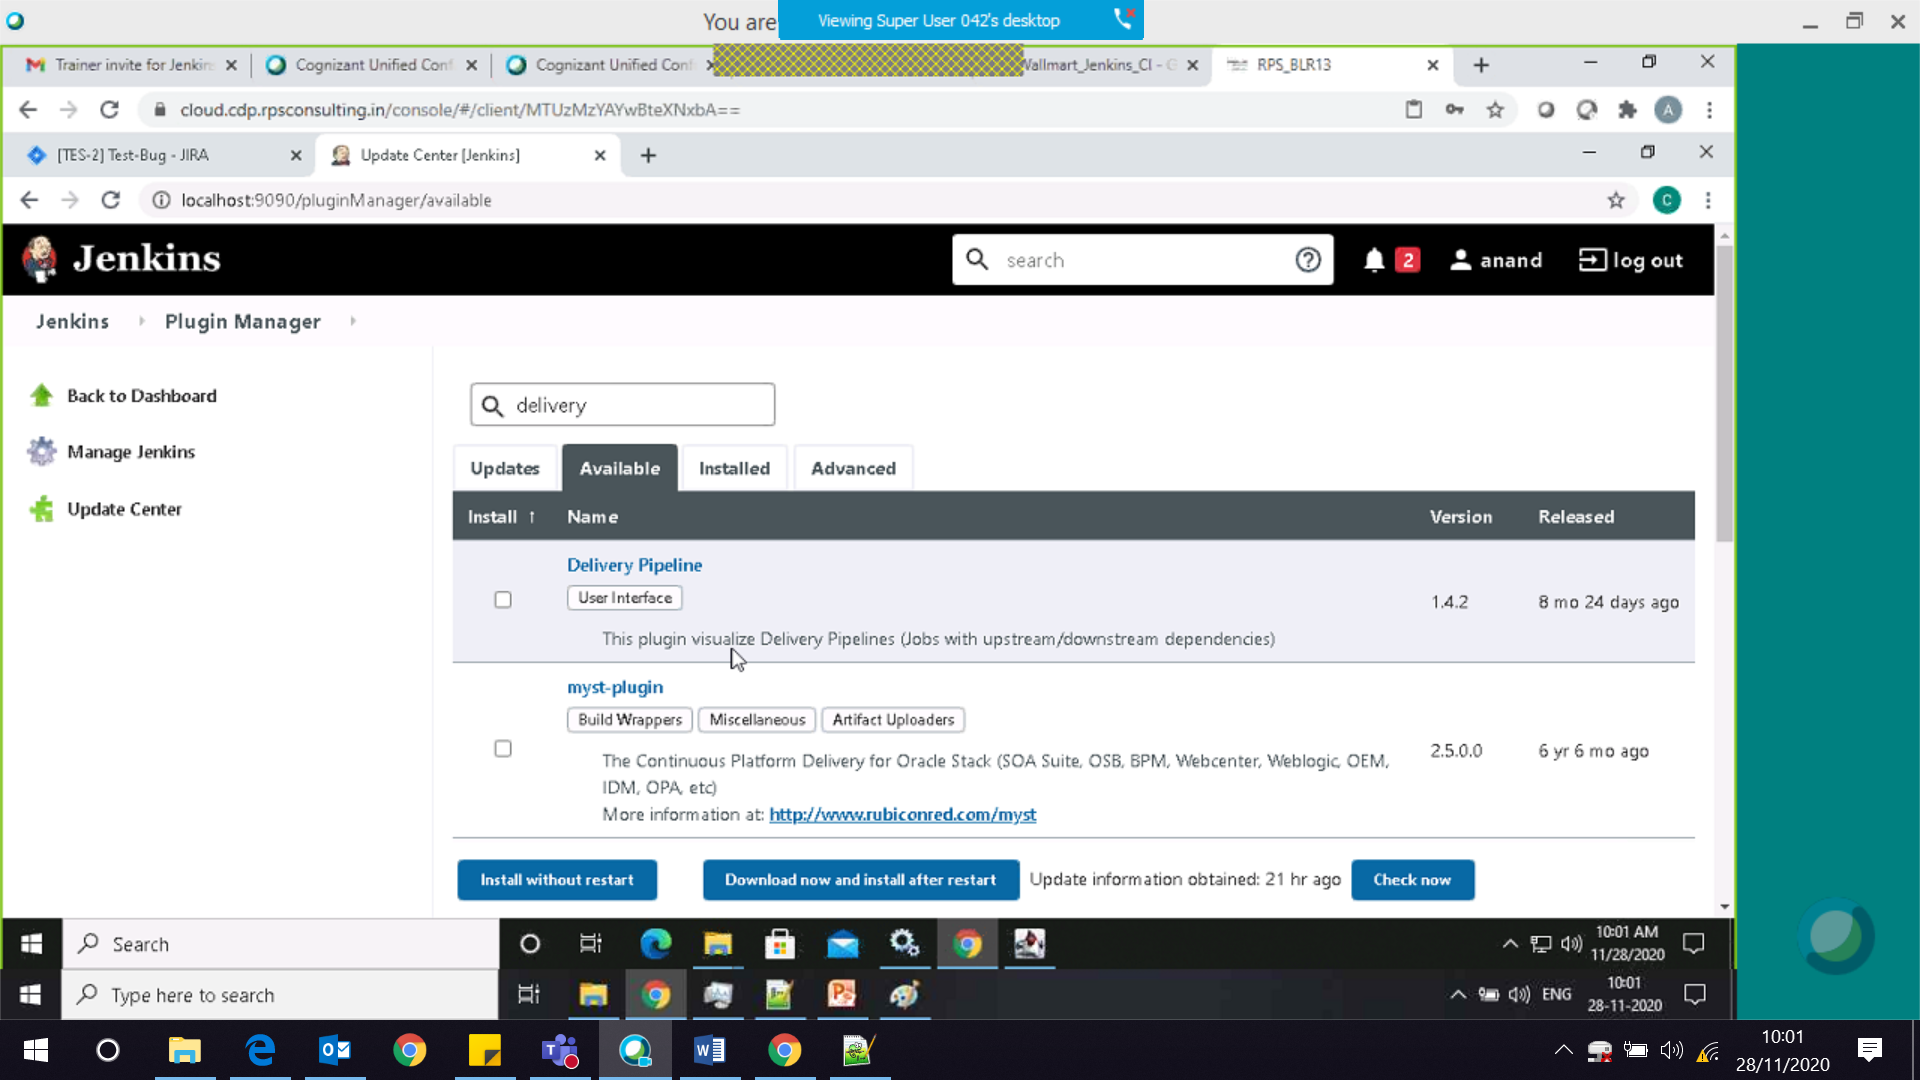 You are
Viewing Super User 042's desktop
Trainer invite for Jenkins
Cognizant Unified Conf
Cognizant Unified Conf
Wallmart_Jenkins_CI - G
RPS_BLR13
cloud.cdp.rpsconsulting.in/console/#/client/MTUzMzYAYwBteXNxbA==
A
[TES-2] Test-Bug - JIRA
Update Center [Jenkins]
localhost:9090/pluginManager/available
C
Jenkins
search
2
anand
log out
Jenkins
Plugin Manager
Back to Dashboard
Manage Jenkins
Update Center
delivery
Updates
Available
Installed
Advanced
Install ↑
Name
Version
Released
Delivery Pipeline
User Interface
This plugin visualize Delivery Pipelines (Jobs with upstream/downstream dependencies)
1.4.2
8 mo 24 days ago
myst-plugin
Build Wrappers
Miscellaneous
Artifact Uploaders
The Continuous Platform Delivery for Oracle Stack (SOA Suite, OSB, BPM, Webcenter, Weblogic, OEM,
IDM, OPA, etc)
More information at: http://www.rubiconred.com/myst
2.5.0.0
6 yr 6 mo ago
Install without restart
Download now and install after restart
Update information obtained: 21 hr ago
Check now
Search
10:01 AM
11/28/2020
Type here to search
ENG
10:01
28-11-2020
10:01
28/11/2020